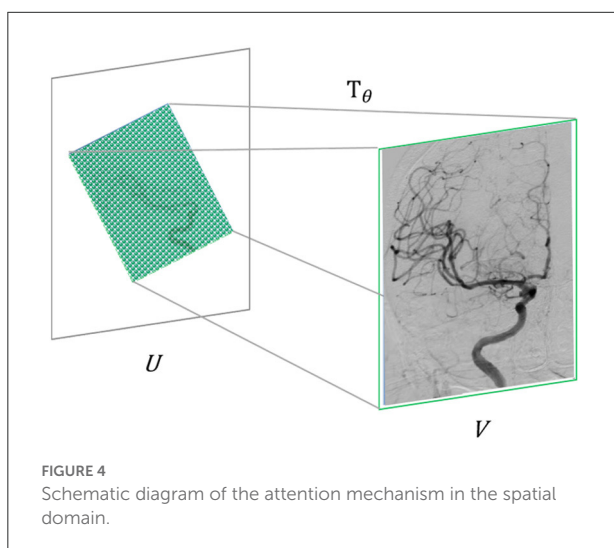 T_θ
U
V
FIGURE 4
Schematic diagram of the attention mechanism in the spatial
domain.